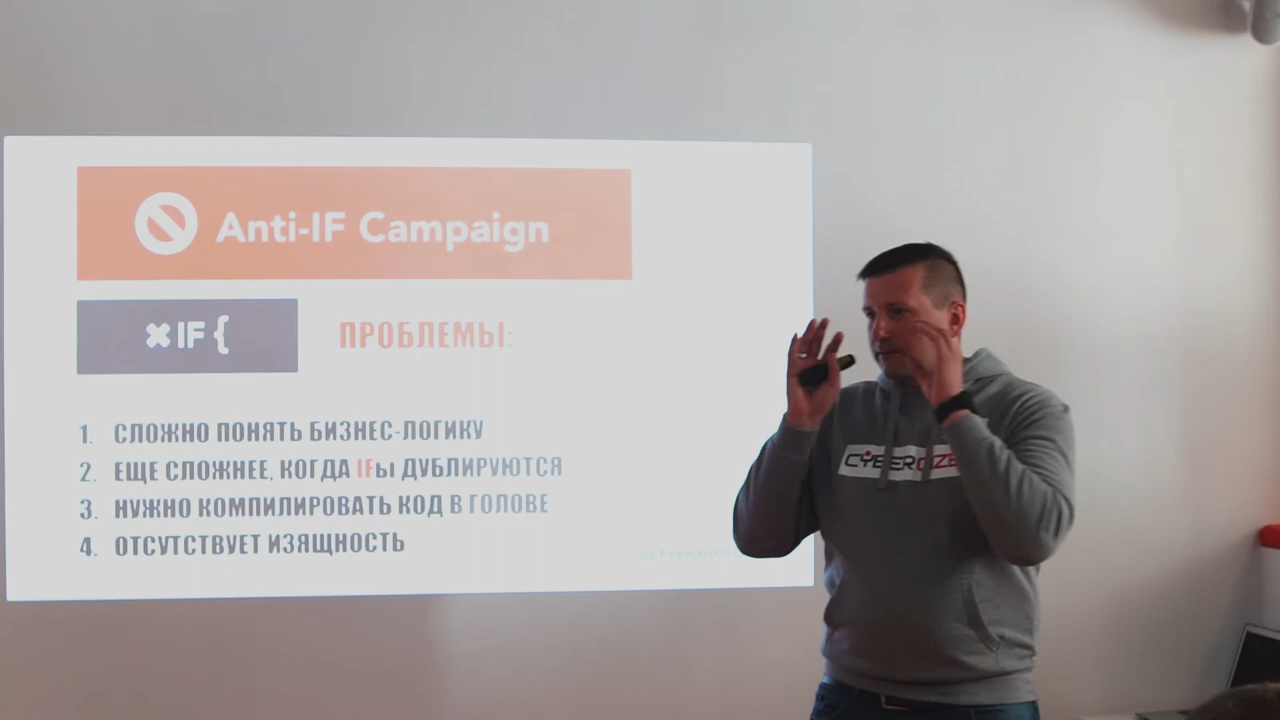 Anti-IF Campaign
✖ IF {
ПРОБЛЕМЫ:
1. СЛОЖНО ПОНЯТЬ БИЗНЕС-ЛОГИКУ
2. ЕЩЕ СЛОЖНЕЕ, КОГДА IFы ДУБЛИРУЮТСЯ
3. НУЖНО КОМПИЛИРОВАТЬ КОД В ГОЛОВЕ
4. ОТСУТСТВУЕТ ИЗЯЩНОСТЬ